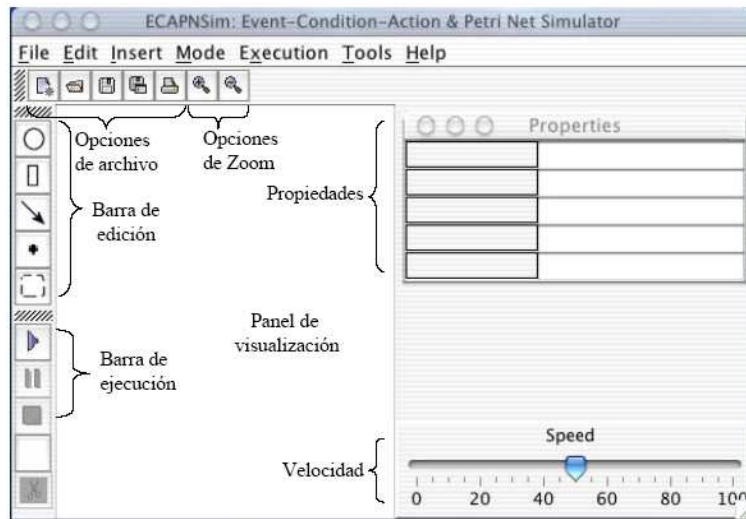 ECAPNSim: Event-Condition-Action & Petri Net Simulator
File Edit Insert Mode Execution Tools Help
Opciones
de archivo
Opciones
de Zoom
Properties
Propiedades
Barra de
edición
Panel de
visualización
Barra de
ejecución
Speed
Velocidad
0 20 40 60 80 100